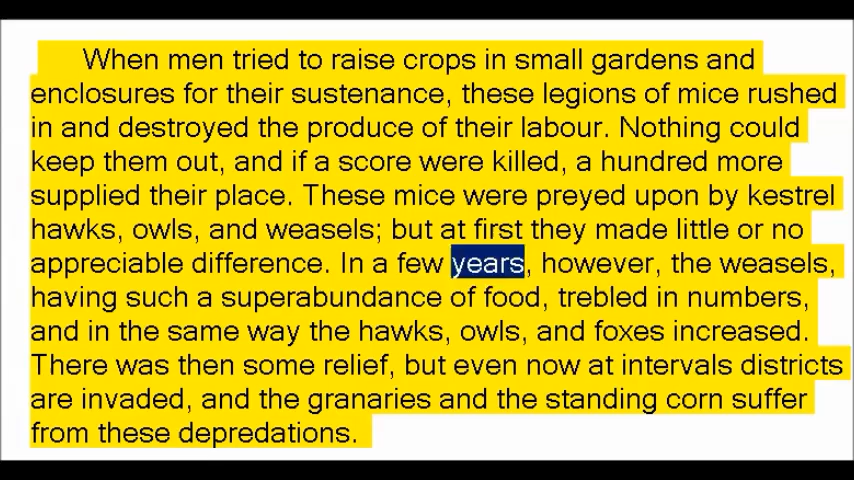 When men tried to raise crops in small gardens and
enclosures for their sustenance, these legions of mice rushed
in and destroyed the produce of their labour. Nothing could
keep them out, and if a score were killed, a hundred more
supplied their place. These mice were preyed upon by kestrel
hawks, owls, and weasels; but at first they made little or no
appreciable difference. In a few years, however, the weasels,
having such a superabundance of food, trebled in numbers,
and in the same way the hawks, owls, and foxes increased.
There was then some relief, but even now at intervals districts
are invaded, and the granaries and the standing corn suffer
from these depredations.